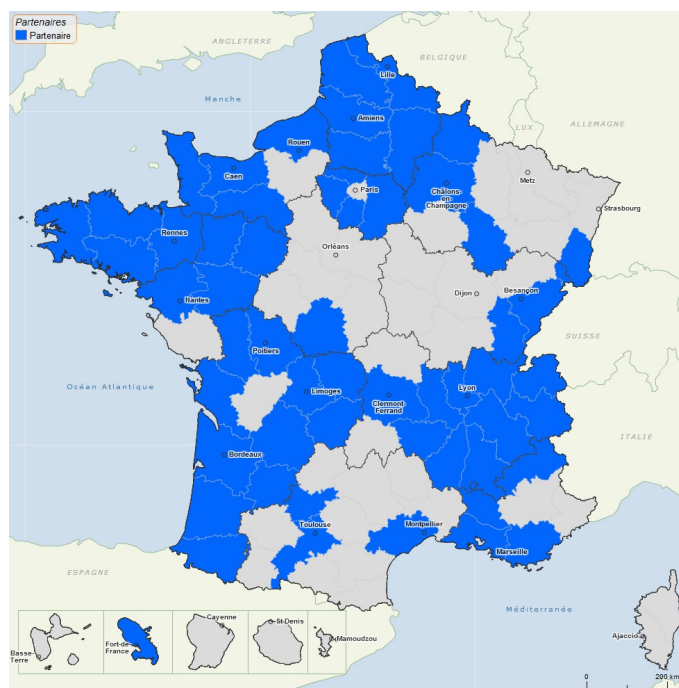 Partenaires
Partenaire
ANGLETERRE
BELGIQUE
Lille
Manche
ALLEMAGNE
Amiens
LUX
Rouen
Caen
Metz
Paris
Châlons
en
Champagne
Strasbourg
Rennes
Orléans
Dijon
Besançon
Nantes
SUISSE
Poitiers
Océan Atlantique
Limoges
Clermont
Ferrand
Lyon
ITALIE
Bordeaux
Toulouse
Montpellier
Marseille
ESPAGNE
Méditerranée
Cayenne
St-Denis
Fort-de
France
Mamoudzou
Basse-
Terre
Ajaccio
0 200 km